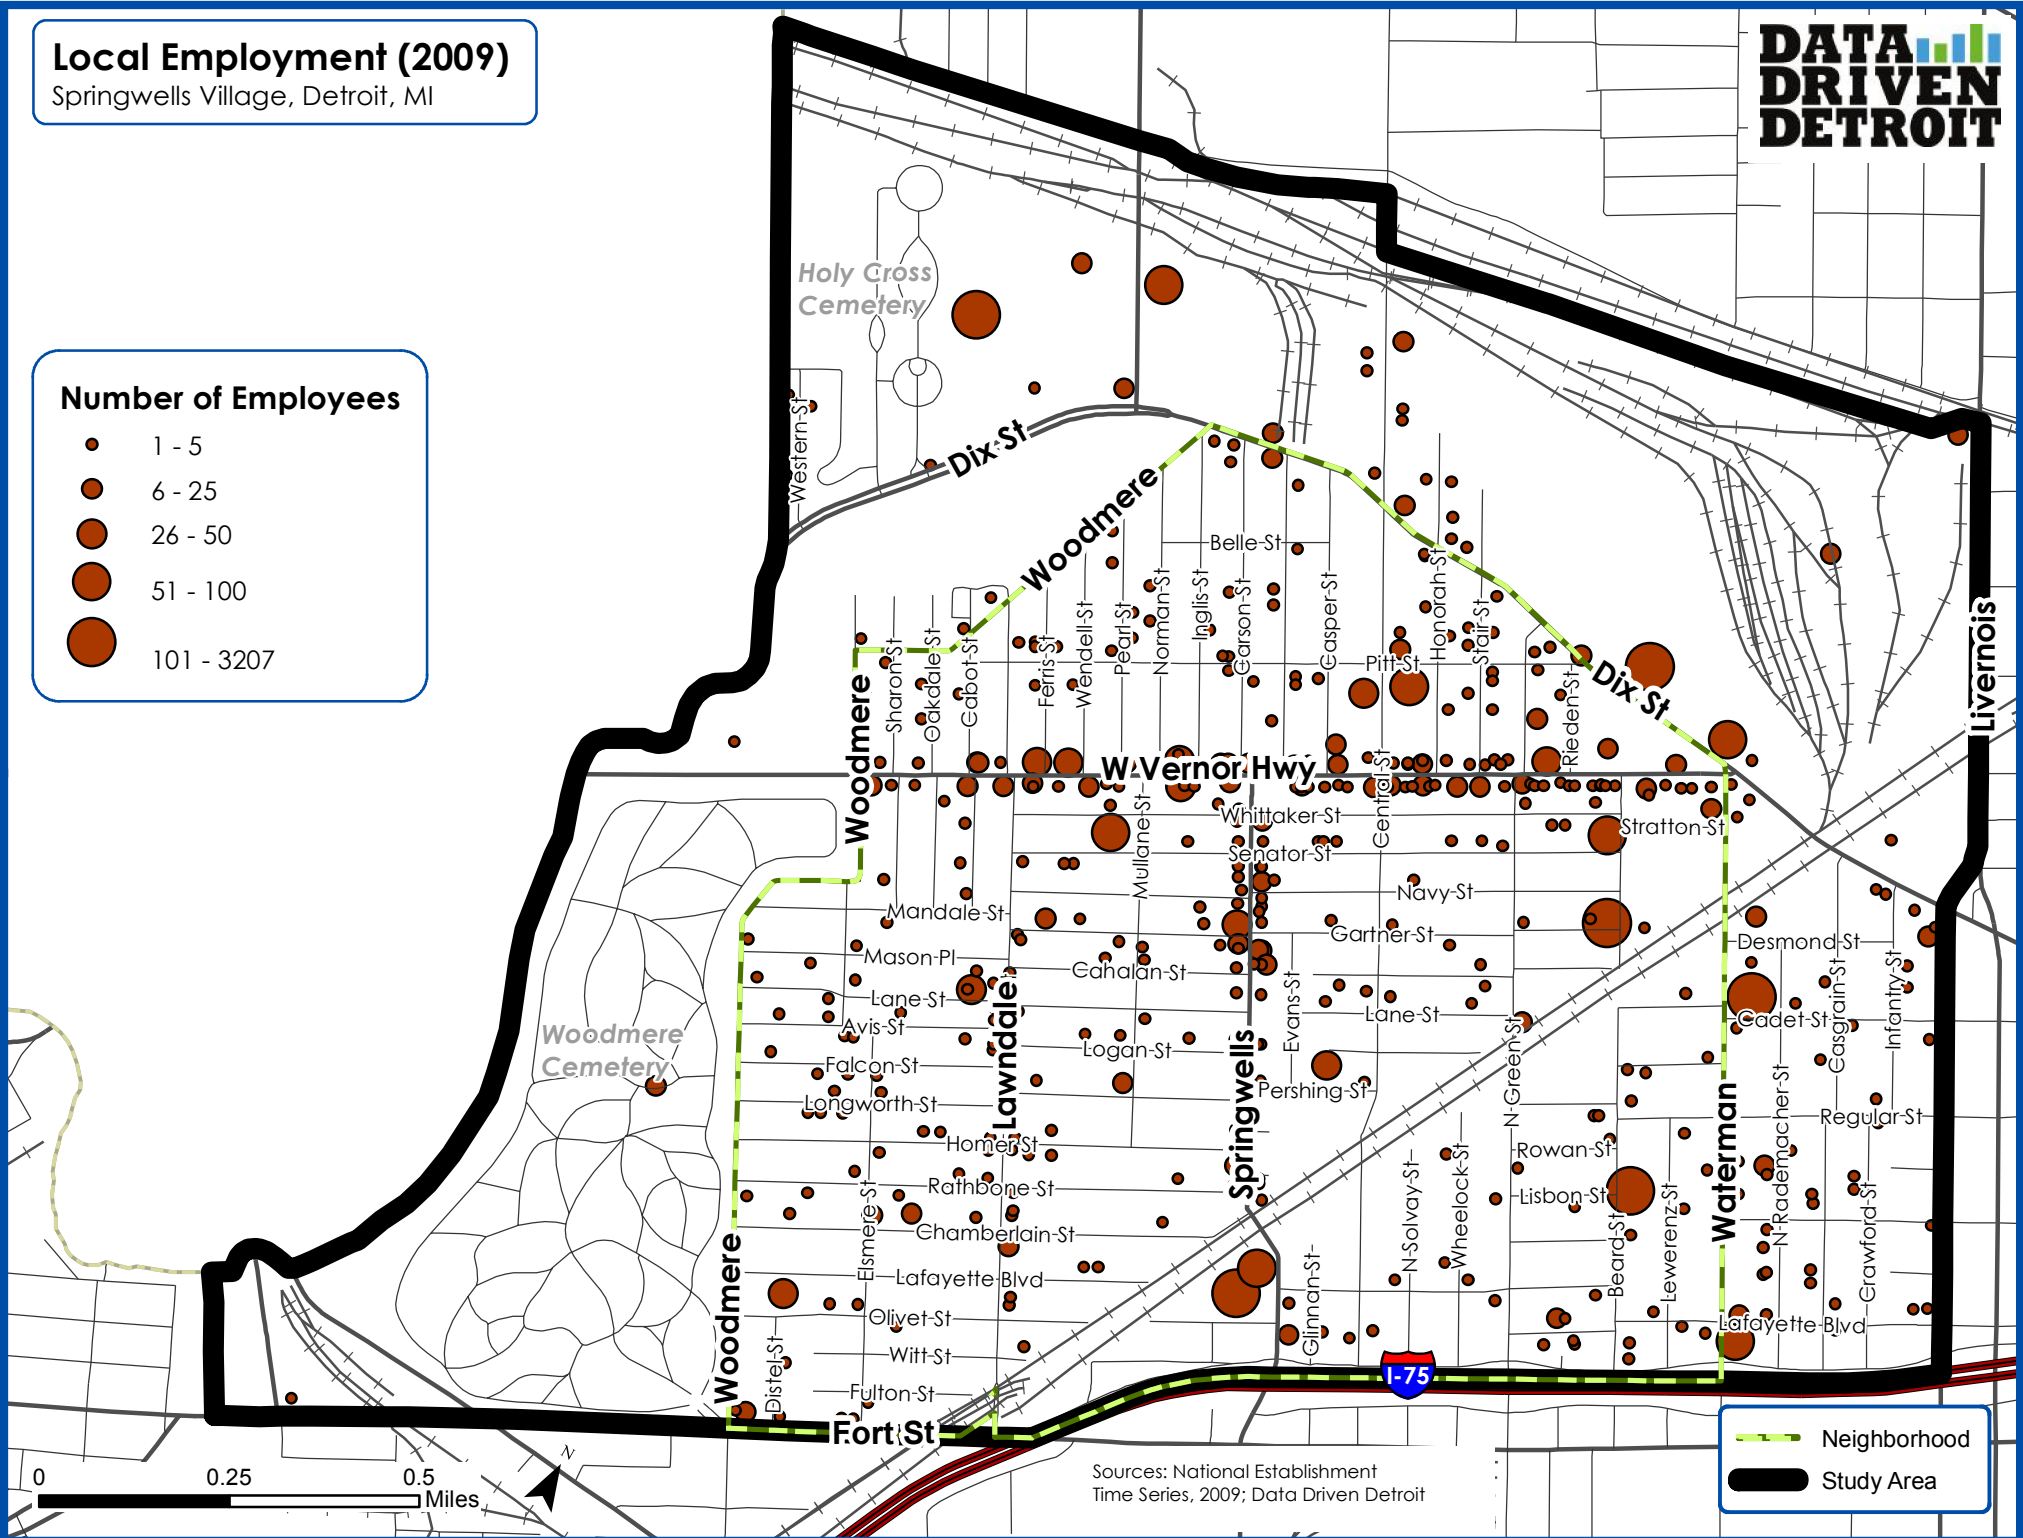 Local Employment (2009)
Springwells Village, Detroit, MI
DATA
DRIVEN
DETROIT
Holy Cross
Cemetery
Number of Employees
1 - 5
6 - 25
26 - 50
51 - 100
101 - 3207
Western St
Dix St
Woodmere
Belle St
Sharon St
Oakdale St
Cabot St
Ferris St
Wendell St
Pearl St
Norman St
Inglis St
Carson St
Casper St
Honorah St
Stair St
Pitt St
Rieden St
Dix St
Livernois
Woodmere
W Vernor Hwy
Central St
Mullane St
Whittaker St
Stratton St
Senator St
Navy St
Mandale St
Gartner St
Desmond St
Mason Pl
Cahalan St
Evans St
Casgrain St
Infantry St
Lane St
Lawndale
Lane St
Cadet St
Avis St
Woodmere
Cemetery
Logan St
Springwells
N Green St
Falcon St
Pershing St
Longworth St
Waterman
N Rademacher St
Regular St
Homer St
Rowan St
Rathbone St
Lisbon St
Elsmere St
N Solvay St
Wheelock St
Beard St
Lewerenz St
Crawford St
Chamberlain St
Woodmere
Lafayette Blvd
Glinnan St
Olivet St
Lafayette Blvd
Witt St
Distel St
I-75
Fulton St
Fort St
Neighborhood
Study Area
N
0
0.25
0.5
Miles
Sources: National Establishment
Time Series, 2009; Data Driven Detroit